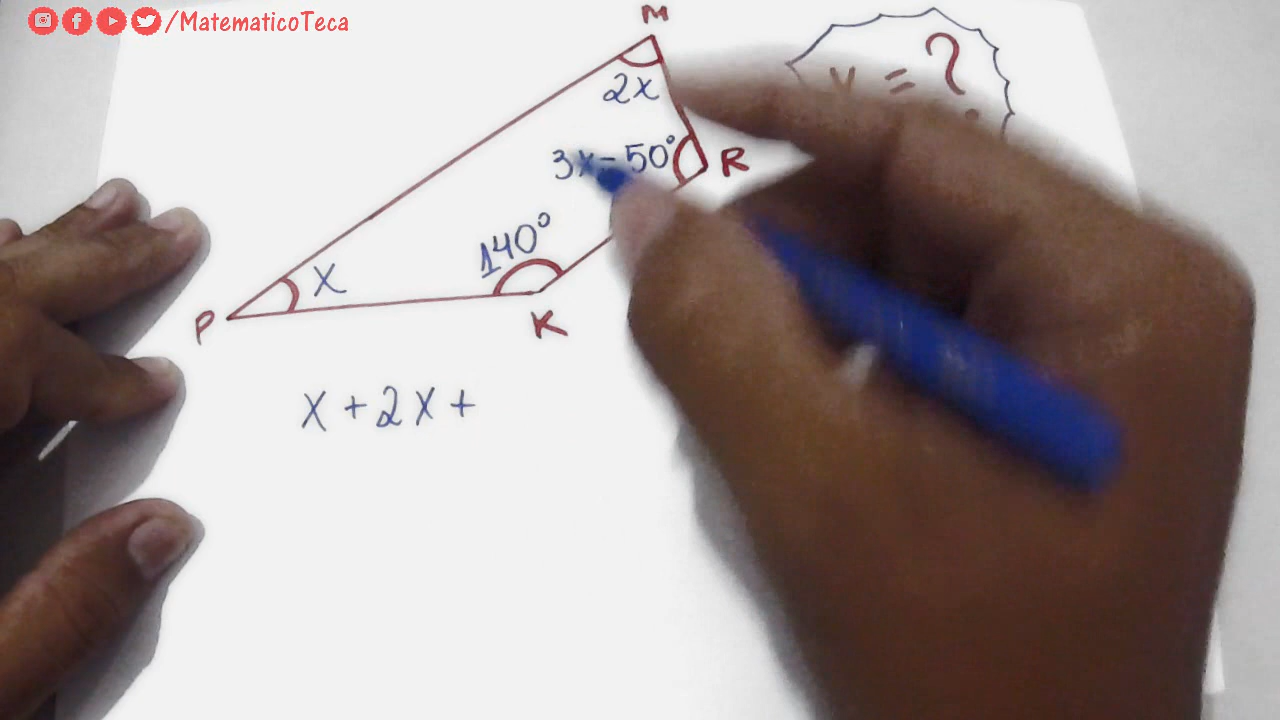 /MatematicoTeca
M
2x
= ?
3x - 50°
R
140°
x
P
K
x + 2x +